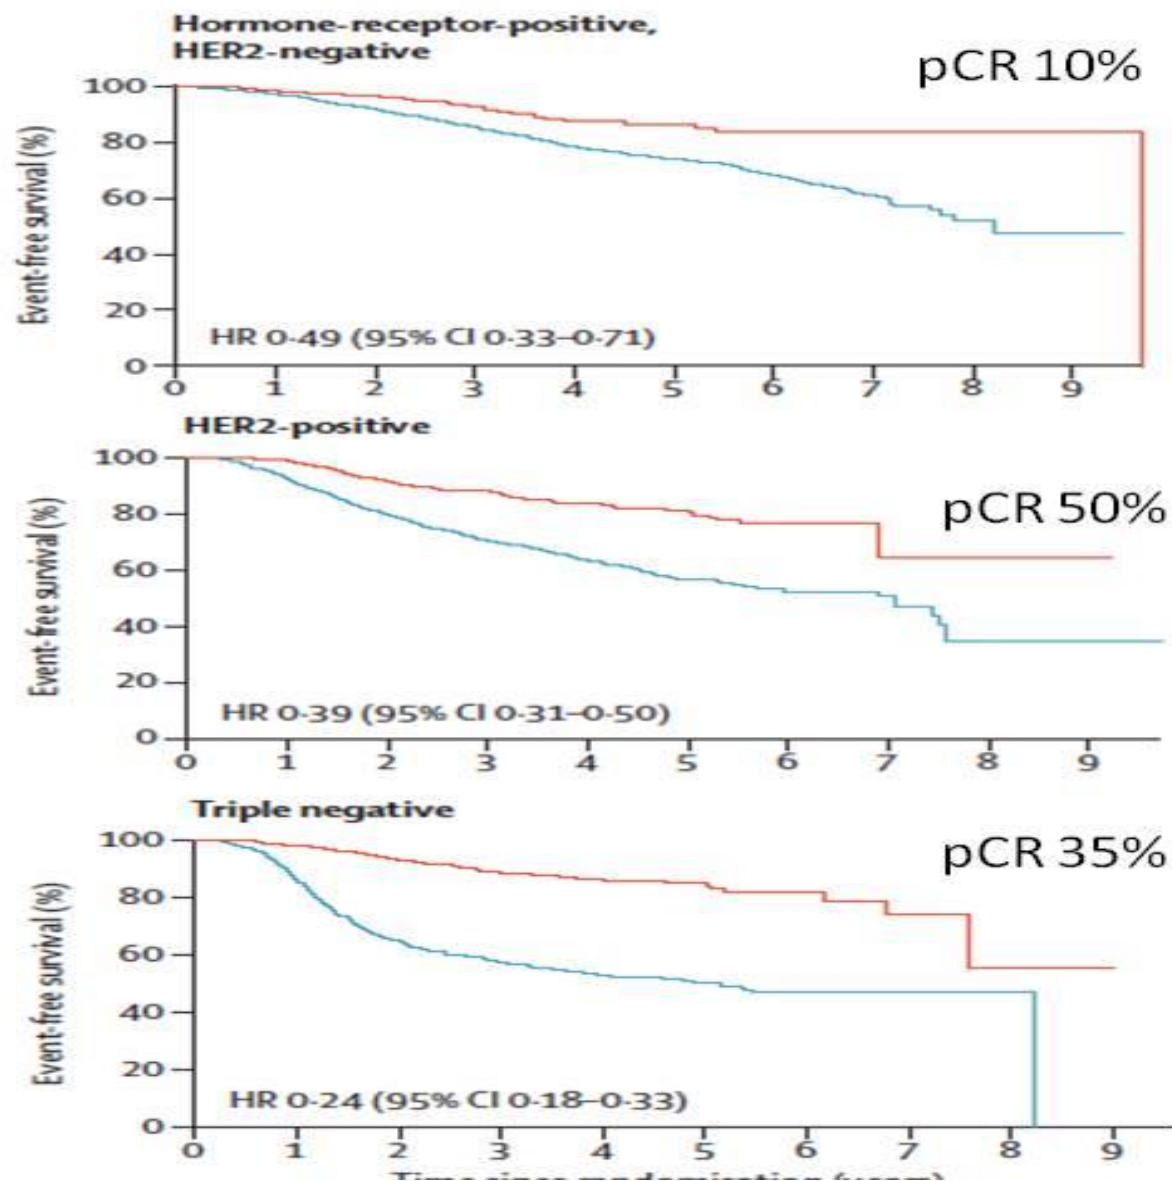 Hormone-receptor-positive,
HER2-negative
pCR 10%
Event-free survival (%)
100
80
60
40
20
0
HR 0·49 (95% CI 0·33–0·71)
0 1 2 3 4 5 6 7 8 9
HER2-positive
pCR 50%
Event-free survival (%)
100
80
60
40
20
0
HR 0·39 (95% CI 0·31–0·50)
0 1 2 3 4 5 6 7 8 9
Triple negative
pCR 35%
Event-free survival (%)
100
80
60
40
20
0
HR 0·24 (95% CI 0·18–0·33)
0 1 2 3 4 5 6 7 8 9
Time since randomisation (years)